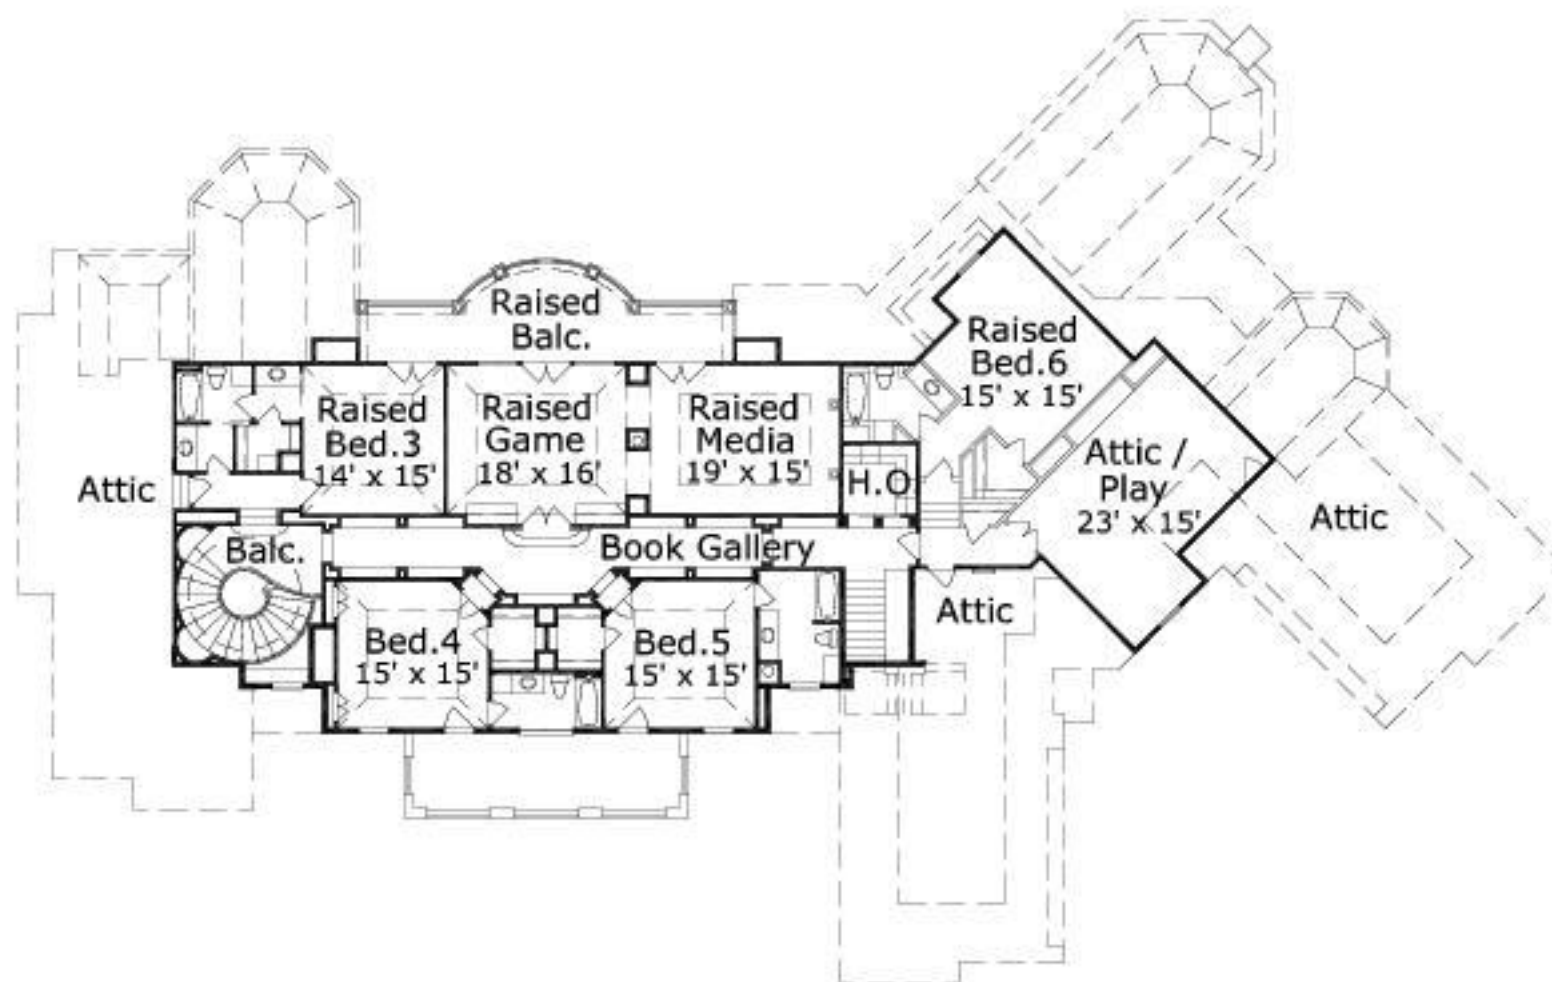 Raised
Balc.
Raised
Bed.6
15' x 15'
Raised
Bed.3
14' x 15'
Raised
Game
18' x 16'
Raised
Media
19' x 15'
Attic /
Play
23' x 15'
Attic
H.O
Attic
Balc.
Book Gallery
Attic
Bed.4
15' x 15'
Bed.5
15' x 15'